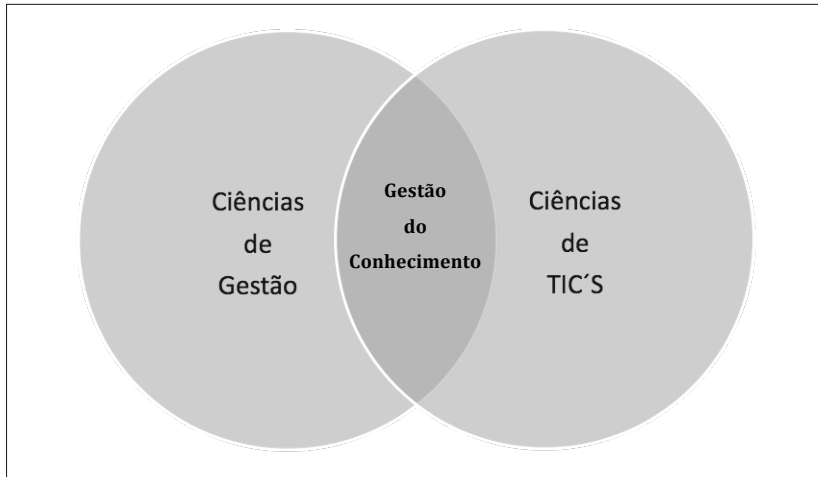 Ciências
de
Gestão
Gestão
do
Conhecimento
Ciências
de
TIC´S